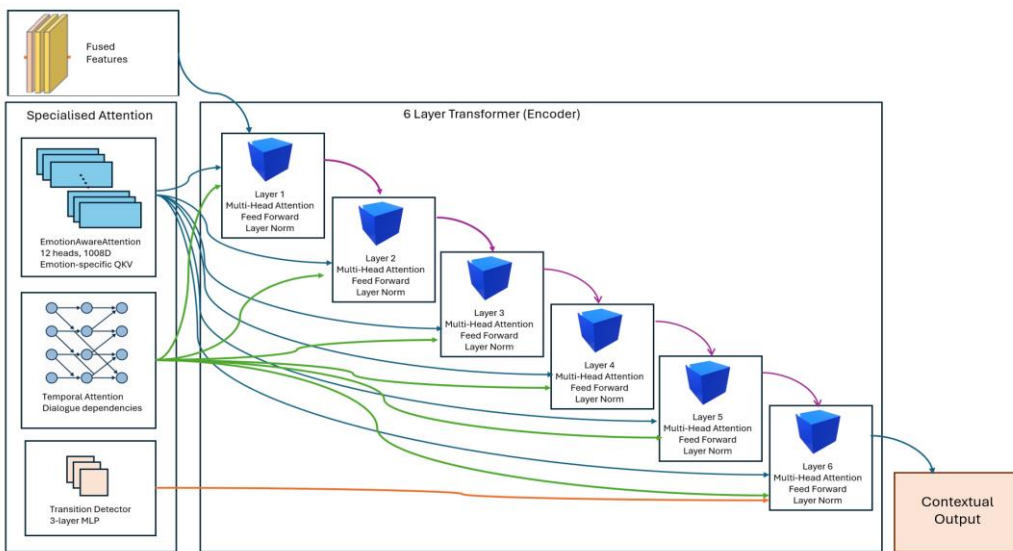 Fused
Features
Specialised Attention
6 Layer Transformer (Encoder)
EmotionAwareAttention
12 heads, 1008D
Emotion-specific QKV
Temporal Attention
Dialogue dependencies
Transition Detector
3-layer MLP
Layer 1
Multi-Head Attention
Feed Forward
Layer Norm
Layer 2
Multi-Head Attention
Feed Forward
Layer Norm
Layer 3
Multi-Head Attention
Feed Forward
Layer Norm
Layer 4
Multi-Head Attention
Feed Forward
Layer Norm
Layer 5
Multi-Head Attention
Feed Forward
Layer Norm
Layer 6
Multi-Head Attention
Feed Forward
Layer Norm
Contextual
Output